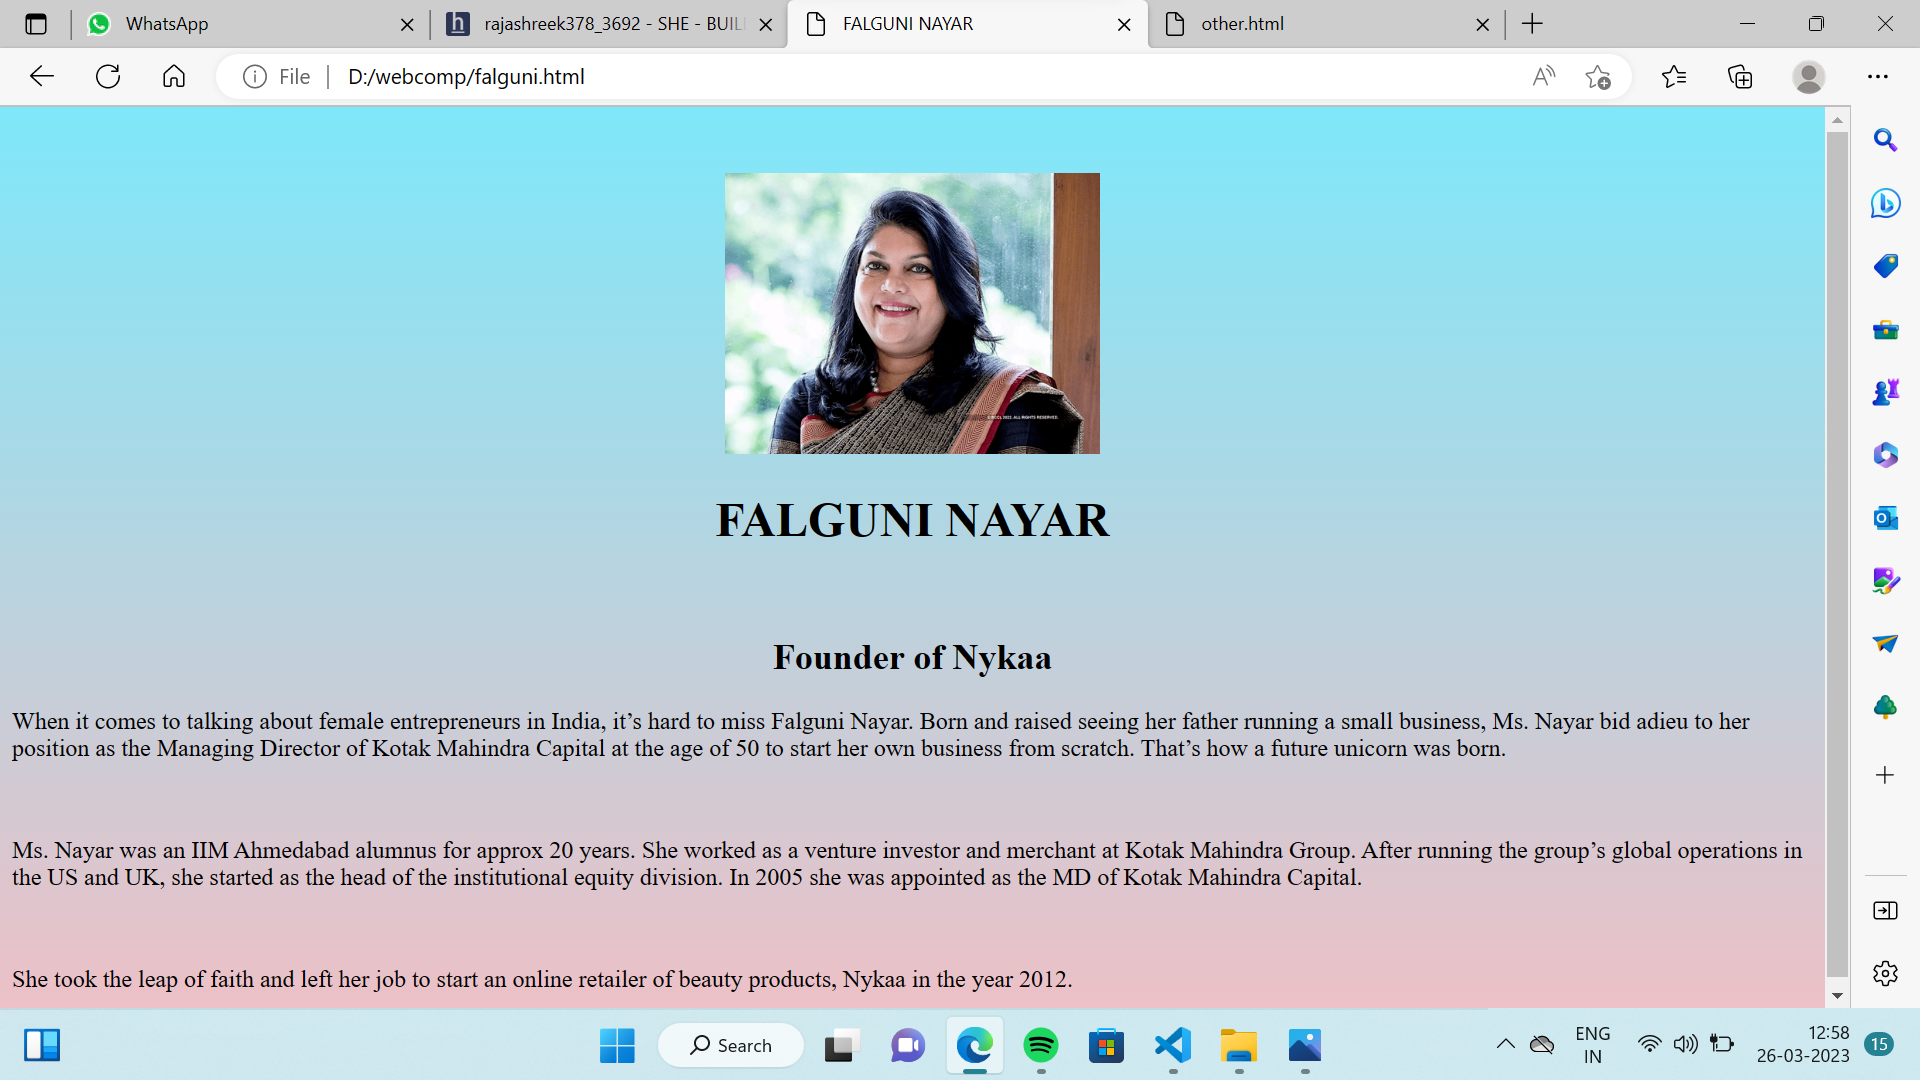 WhatsApp
rajashreek378_3692 - SHE - BUIL
FALGUNI NAYAR
other.html
File
D:/webcomp/falguni.html
FALGUNI NAYAR
Founder of Nykaa
When it comes to talking about female entrepreneurs in India, it’s hard to miss Falguni Nayar. Born and raised seeing her father running a small business, Ms. Nayar bid adieu to her
position as the Managing Director of Kotak Mahindra Capital at the age of 50 to start her own business from scratch. That’s how a future unicorn was born.
Ms. Nayar was an IIM Ahmedabad alumnus for approx 20 years. She worked as a venture investor and merchant at Kotak Mahindra Group. After running the group’s global operations in
the US and UK, she started as the head of the institutional equity division. In 2005 she was appointed as the MD of Kotak Mahindra Capital.
She took the leap of faith and left her job to start an online retailer of beauty products, Nykaa in the year 2012.
Search
ENG
IN
12:58
26-03-2023
15